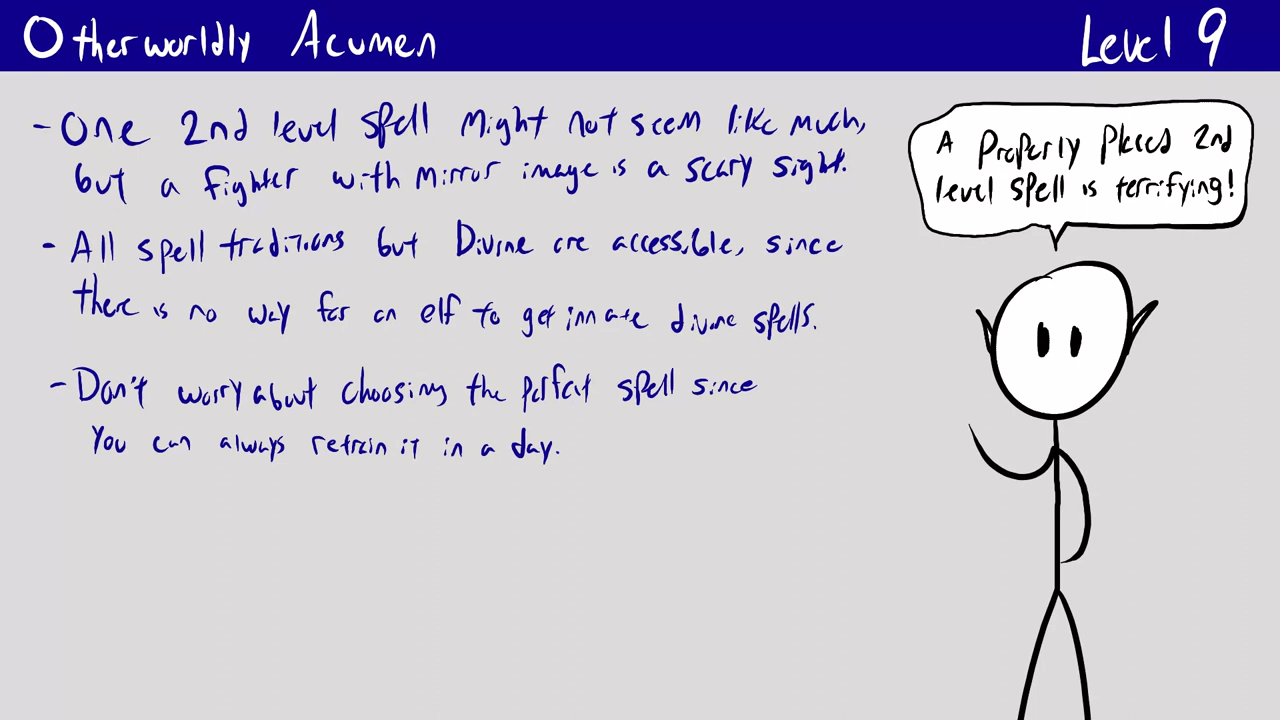 Otherworldly Acumen
Level 9
- One 2nd level spell might not seem like much,
but a fighter with mirror image is a scary sight.
- All spell traditions but Divine are accessible, since
there is no way for an elf to get innate divine spells.
- Don't worry about choosing the perfect spell since
You can always retrain it in a day.
A Properly Placed 2nd
level spell is terrifying!